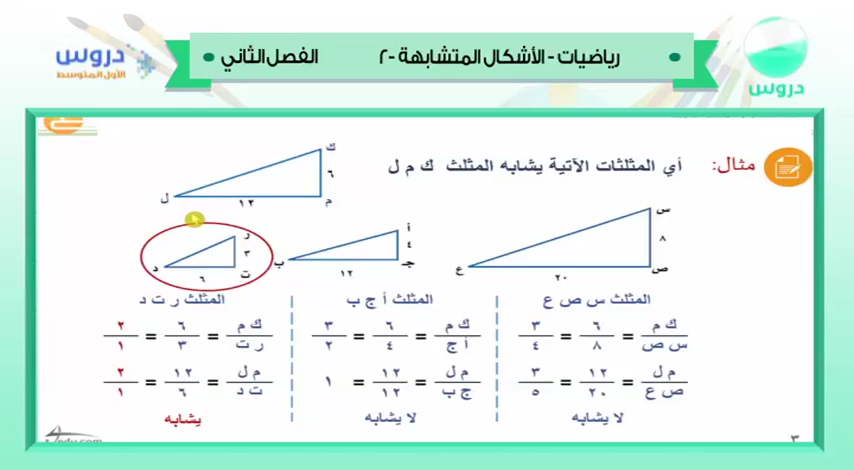 رياضيات - الأشكال المتشابهة -٢
الفصل الثاني
دروس
دروس
الأول المتوسط
مثال: أي المثلثات الآتية يشابه المثلث ك م ل
ك
٦
م
١٢
ل
س
٨
ص
٢٠
ع
أ
٤
جـ
١٢
ب
ر
٣
ت
٦
د
المثلث س ص ع
ك م / س ص = ٦ / ٨ = ٣ / ٤
م ل / ص ع = ١٢ / ٢٠ = ٣ / ٥
لا يشابه
المثلث أ ج ب
ك م / أ ج = ٦ / ٤ = ٣ / ٢
م ل / ج ب = ١٢ / ١٢ = ١
لا يشابه
المثلث ر ت د
ك م / ر ت = ٦ / ٣ = ٢ / ١
م ل / ت د = ١٢ / ٦ = ٢ / ١
يشابه
٣